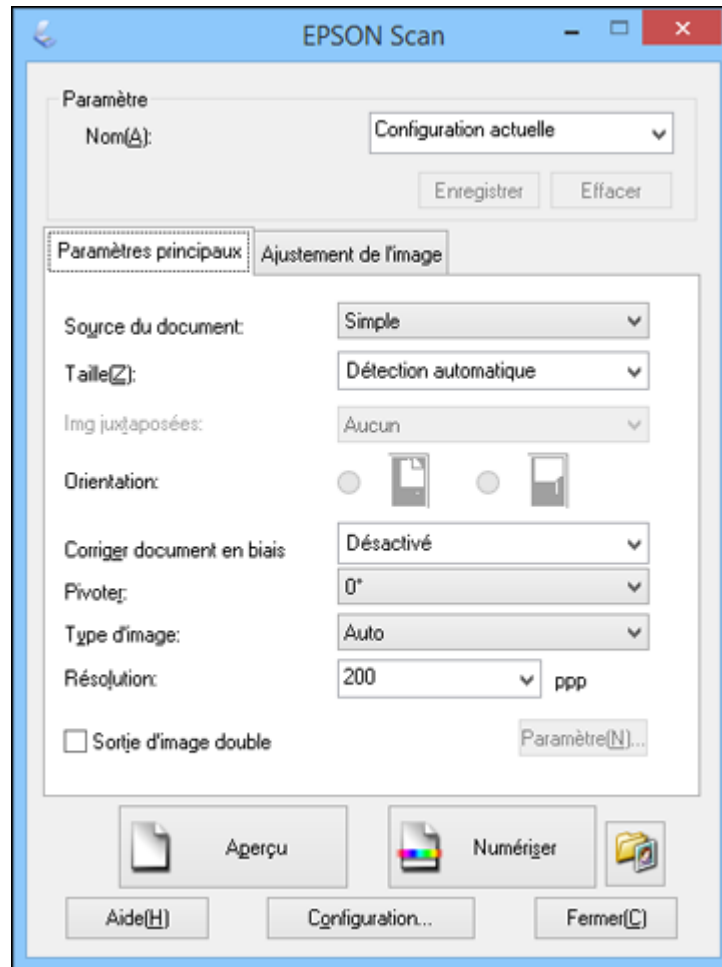 EPSON Scan
Paramètre
Nom(A): Configuration actuelle
Enregistrer Effacer
Paramètres principaux Ajustement de l'image
Source du document: Simple
Taille(Z): Détection automatique
Img juxtaposées: Aucun
Orientation:
Corriger document en biais Désactivé
Pivoter: 0°
Type d'image: Auto
Résolution: 200 ppp
Sortie d'image double Paramètre(N)...
Aperçu Numériser
Aide(H) Configuration... Fermer(C)